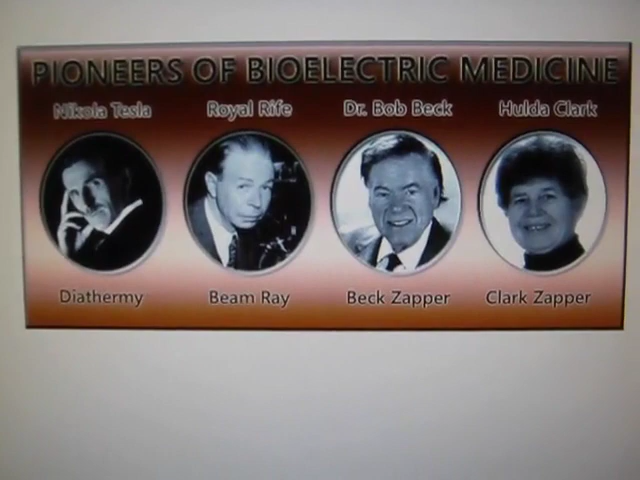 PIONEERS OF BIOELECTRIC MEDICINE
Nikola Tesla Royal Rife Dr. Bob Beck Hulda Clark
Diathermy Beam Ray Beck Zapper Clark Zapper